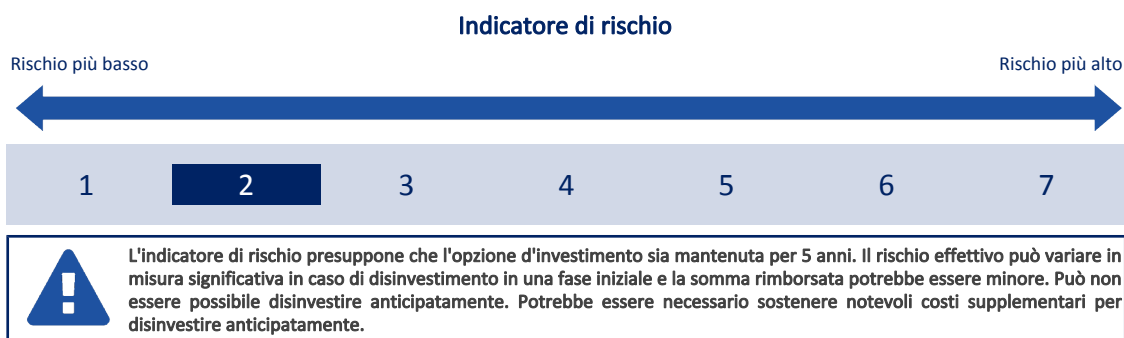 Indicatore di rischio
Rischio più basso
Rischio più alto
1 2 3 4 5 6 7
L'indicatore di rischio presuppone che l'opzione d'investimento sia mantenuta per 5 anni. Il rischio effettivo può variare in
misura significativa in caso di disinvestimento in una fase iniziale e la somma rimborsata potrebbe essere minore. Può non
essere possibile disinvestire anticipatamente. Potrebbe essere necessario sostenere notevoli costi supplementari per
disinvestire anticipatamente.